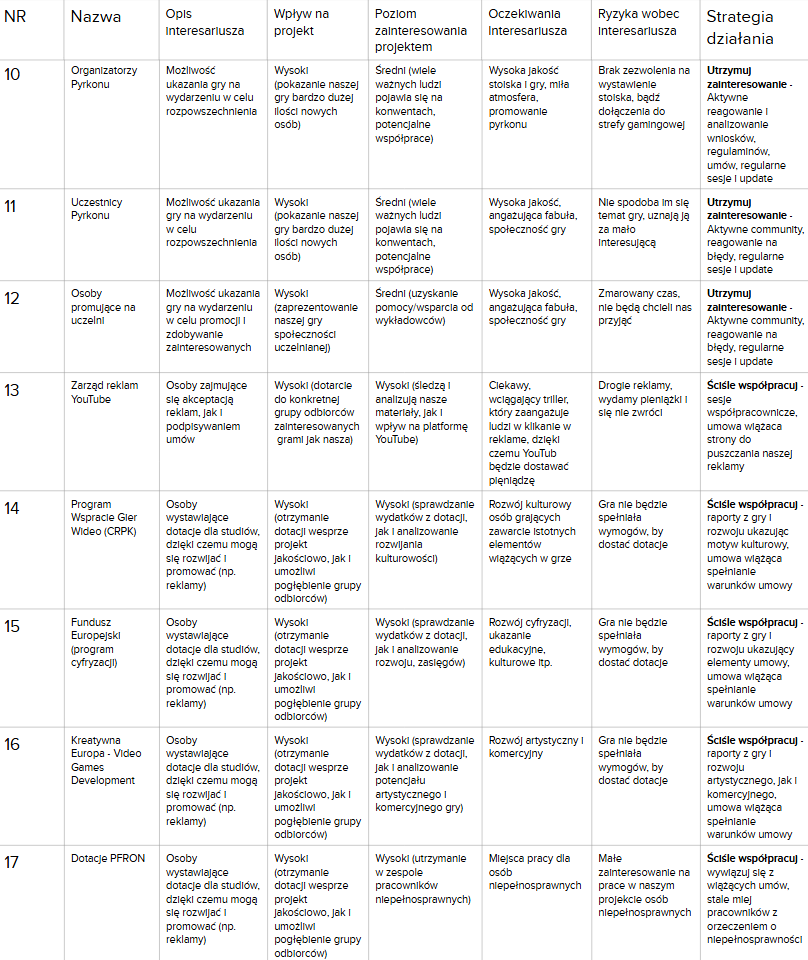 NR
Nazwa
Opis
interesariusza
Wpływ na
projekt
Poziom
zainteresowania
projektem
Oczekiwania
interesariusza
Ryzyka wobec
interesariusza
Strategia
działania
10
Organizatorzy
Pyrkonu
Możliwość
ukazania gry na
wydarzeniu w celu
rozpowszechnienia
Wysoki
(pokazanie naszej
gry bardzo dużej
ilości nowych
osób)
Średni (wiele
ważnych ludzi
pojawia się na
konwentach,
potencjalne
współprace)
Wysoka jakość
stoiska i gry, miła
atmosfera,
promowanie
pyrkonu
Brak zezwolenia na
wystawienie
stoiska, bądź
dołączenia do
strefy gamingowej
Utrzymuj
zainteresowanie -
Aktywne
reagowanie i
analizowanie
wniosków,
regulaminów,
umów, regularne
sesje i update
11
Uczestnicy
Pyrkonu
Możliwość ukazania
gry na wydarzeniu
w celu
rozpowszechnienia
Wysoki
(pokazanie naszej
gry bardzo dużej
ilości nowych
osób)
Średni (wiele
ważnych ludzi
pojawia się na
konwentach,
potencjalne
współprace)
Wysoka jakość,
angażująca fabuła,
społeczność gry
Nie spodoba im się
temat gry, uznają ją
za mało
interesującą
Utrzymuj
zainteresowanie -
Aktywne community,
reagowanie na
błędy, regularne
sesje i update
12
Osoby
promujące na
uczelni
Możliwość ukazania
gry na wydarzeniu
w celu promocji i
zdobywanie
zainteresowanych
Wysoki
(zaprezentowanie
naszej gry
społeczności
uczelnianej)
Średni (uzyskanie
pomocy/wsparcia od
wykładowców)
Wysoka jakość,
angażująca fabuła,
społeczność gry
Zmarowany czas,
nie będą chcieli nas
przyjąć
Utrzymuj
zainteresowanie -
Aktywne community,
reagowanie na
błędy, regularne
sesje i update
13
Zarząd reklam
YouTube
Osoby zajmujące
się akceptacją
reklam, jak i
podpisywaniem
umów
Wysoki (dotarcie
do konkretnej
grupy odbiorców
zainteresowanych
grami jak nasza)
Wysoki (śledzą i
analizują nasze
materiały, jak i
wpływ na platformę
YouTube)
Ciekawy,
wciągający triller,
który zaangażuje
ludzi w klikanie w
reklame, dzięki
czemu YouTub
będzie dostawać
pieniądzę
Drogie reklamy,
wydamy pieniążki i
się nie zwróci
Ściśle współpracuj -
sesje
współpracownicze,
umowa wiążaca
strony do
puszczania naszej
reklamy
14
Program
Wspracie Gier
Wideo (CRPK)
Osoby
wystawiające
dotacje dla studiów,
dzięki czemu mogą
się rozwijać i
promować (np.
reklamy)
Wysoki
(otrzymanie
dotacji wesprze
projekt
jakościowo, jak i
umożliwi
pogłębienie grupy
odbiorców)
Wysoki (sprawdzanie
wydatków z dotacji,
jak i analizowanie
rozwijania
kulturowości)
Rozwój kulturowy
osób grających
zawarcie istotnych
elementów
wiążących w grze
Gra nie będzie
spełniała
wymogów, by
dostać dotacje
Ściśle współpracuj -
raporty z gry i
rozwoju ukazując
motyw kulturowy,
umowa wiążąca
spełnianie
warunków umowy
15
Fundusz
Europejski
(program
cyfryzacji)
Osoby
wystawiające
dotacje dla studiów,
dzięki czemu mogą
się rozwijać i
promować (np.
reklamy)
Wysoki
(otrzymanie
dotacji wesprze
projekt
jakościowo, jak i
umożliwi
pogłębienie grupy
odbiorców)
Wysoki (sprawdzanie
wydatków z dotacji,
jak i analizowanie
rozwoju, zasięgów)
Rozwój cyfryzacji,
ukazanie
edukacyjne,
kulturowe itp.
Gra nie będzie
spełniała
wymogów, by
dostać dotacje
Ściśle współpracuj -
raporty z gry i
rozwoju ukazujący
elementy umowy,
umowa wiążąca
spełnianie
warunków umowy
16
Kreatywna
Europa - Video
Games
Development
Osoby
wystawiające
dotacje dla studiów,
dzięki czemu mogą
się rozwijać i
promować (np.
reklamy)
Wysoki
(otrzymanie
dotacji wesprze
projekt
jakościowo, jak i
umożliwi
pogłębienie grupy
odbiorców)
Wysoki (sprawdzanie
wydatków z dotacji,
jak i analizowanie
potencjału
artystycznego i
komercyjnego gry)
Rozwój artystyczny i
komercyjny
Gra nie będzie
spełniała
wymogów, by
dostać dotacje
Ściśle współpracuj -
raporty z gry i
rozwoju
artystycznego, jak i
komercyjnego,
umowa wiążąca
spełnianie
warunków umowy
17
Dotacje PFRON
Osoby
wystawiające
dotacje dla studiów,
dzięki czemu mogą
się rozwijać i
promować (np.
reklamy)
Wysoki
(otrzymanie
dotacji wesprze
projekt
jakościowo, jak i
umożliwi
pogłębienie grupy
odbiorców)
Wysoki (utrzymanie
w zespole
pracowników
niepełnosprawnych)
Miejsca pracy dla
osób
niepełnosprawnych
Małe
zainteresowanie na
prace w naszym
projekcie osób
niepełnosprawnych
Ściśle współpracuj -
wywiązuj się z
wiążących umów,
stale miej
pracowników z
orzeczeniem o
niepełnosprawności